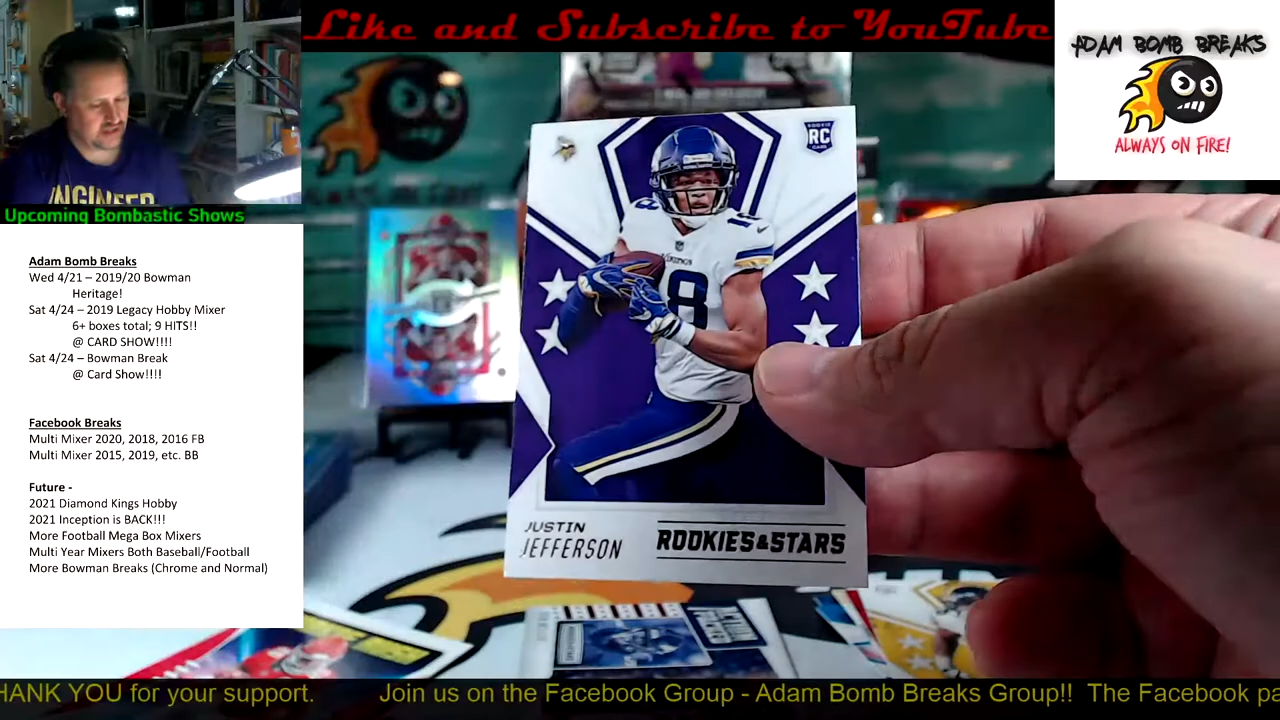 Like and Subscribe to YouTube
ADAM BOMB BREAKS
ALWAYS ON FIRE!
ENGINEER
Upcoming Bombastic Shows
Adam Bomb Breaks
Wed 4/21 – 2019/20 Bowman
Heritage!
Sat 4/24 – 2019 Legacy Hobby Mixer
6+ boxes total; 9 HITS!!
@ CARD SHOW!!!!
Sat 4/24 – Bowman Break
@ Card Show!!!!
Facebook Breaks
Multi Mixer 2020, 2018, 2016 FB
Multi Mixer 2015, 2019, etc. BB
Future -
2021 Diamond Kings Hobby
2021 Inception is BACK!!!
More Football Mega Box Mixers
Multi Year Mixers Both Baseball/Football
More Bowman Breaks (Chrome and Normal)
RC
18
18
JUSTIN
JEFFERSON
ROOKIES&STARS
HANK YOU for your support.
Join us on the Facebook Group - Adam Bomb Breaks Group!! The Facebook pa